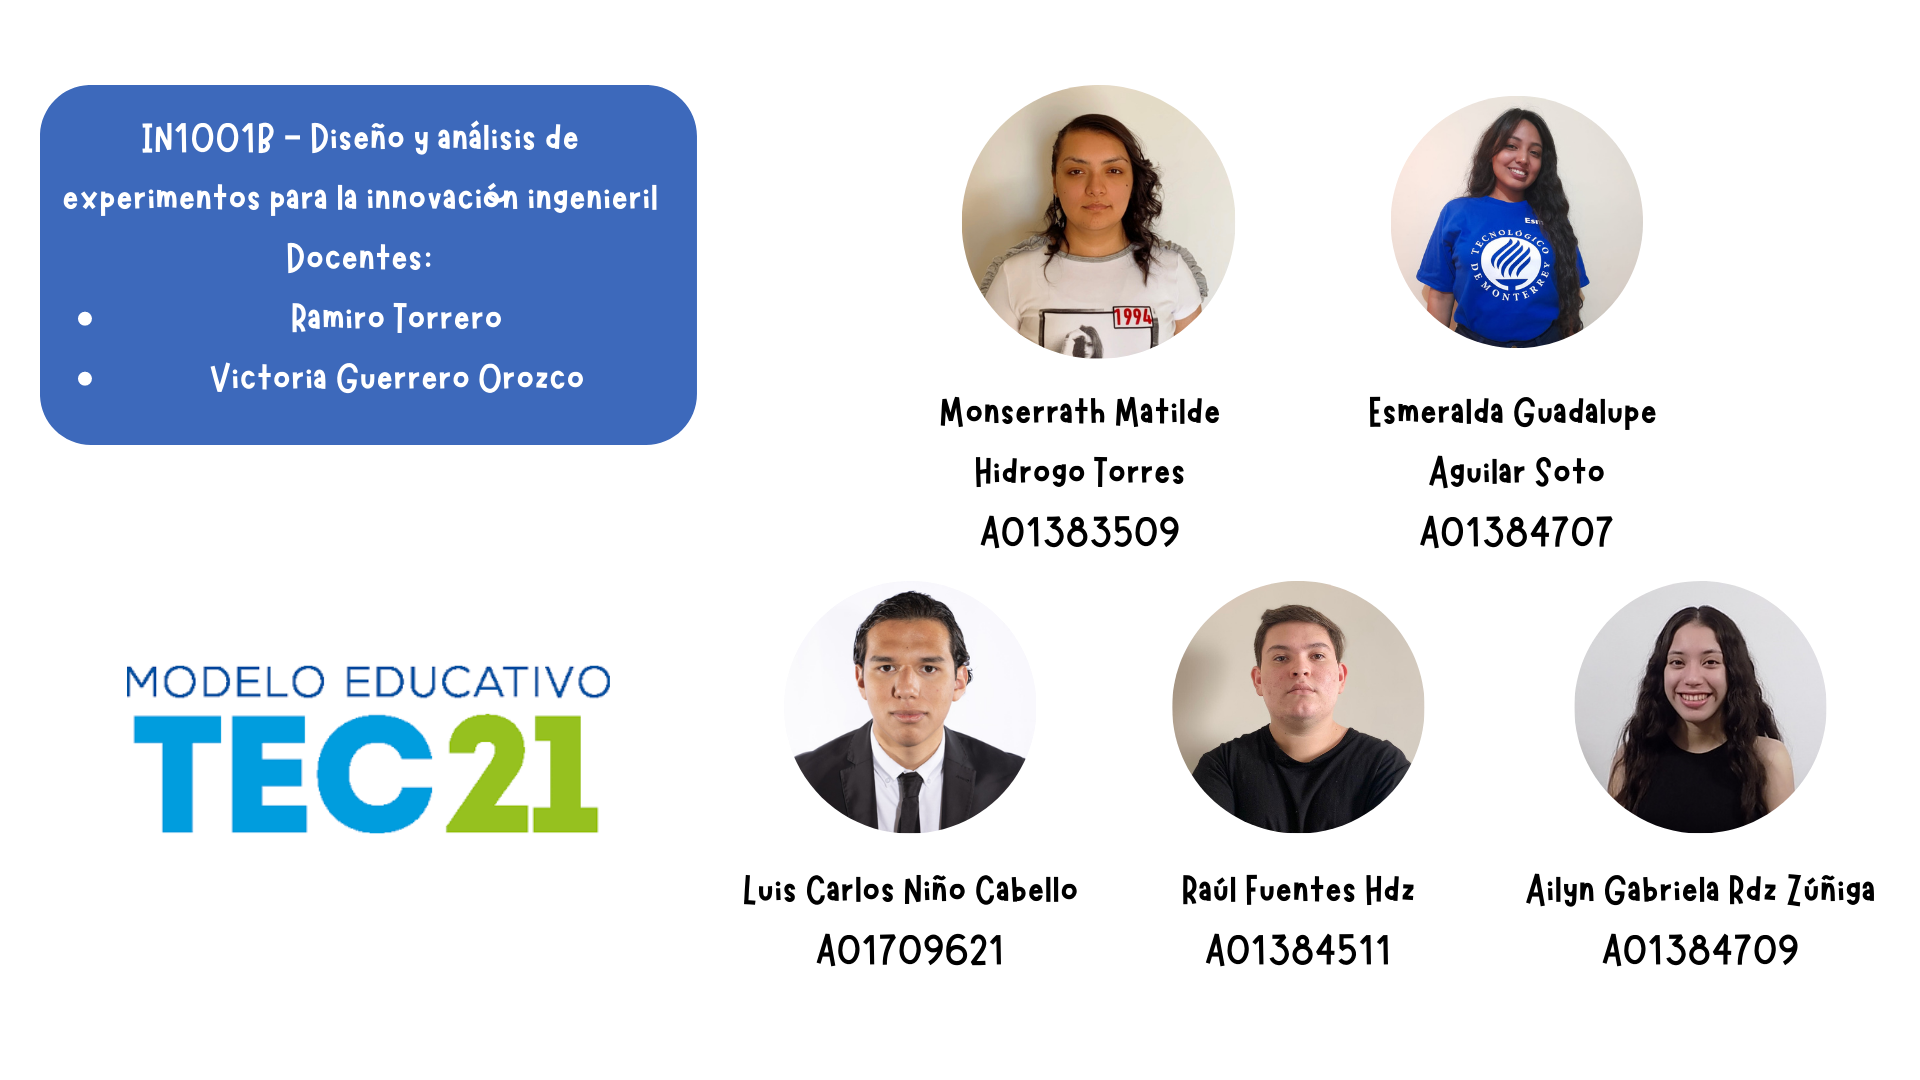 IN1001B - Diseño y análisis de
experimentos para la innovación ingenieril
Docentes:
Ramiro Torrero
Victoria Guerrero Orozco
MODELO EDUCATIVO
TEC21
1994
TECNOLÓGICO
DE MONTERREY
Monserrath Matilde
Hidrogo Torres
A01383509
Esmeralda Guadalupe
Aguilar Soto
A01384707
Luis Carlos Niño Cabello
A01709621
Raúl Fuentes Hdz
A01384511
Ailyn Gabriela Rdz Zúñiga
A01384709